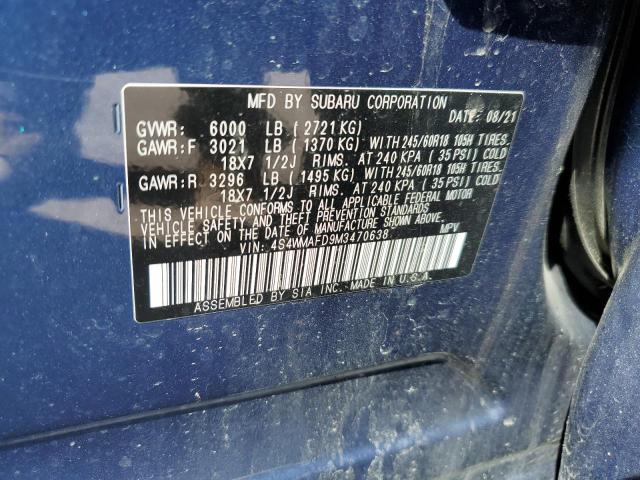 MFD BY SUBARU CORPORATION
DATE: 08/21
GVWR: 6000 LB (2721 KG)
GAWR:F 3021 LB (1370 KG) WITH 245/60R18 105H TIRES,
18X7 1/2J RIMS, AT 240 KPA (35 PSI) COLD
GAWR:R 3296 LB (1495 KG) WITH 245/60R18 105H TIRES,
18X7 1/2J RIMS, AT 240 KPA (35 PSI) COLD
THIS VEHICLE CONFORMS TO ALL APPLICABLE FEDERAL MOTOR
VEHICLE SAFETY, AND THEFT PREVENTION STANDARDS
IN EFFECT ON THE DATE OF MANUFACTURE SHOWN ABOVE.
VIN: 4S4WMAFD9M3470638 MPV
ASSEMBLED BY SIA INC.-MADE IN U.S.A.